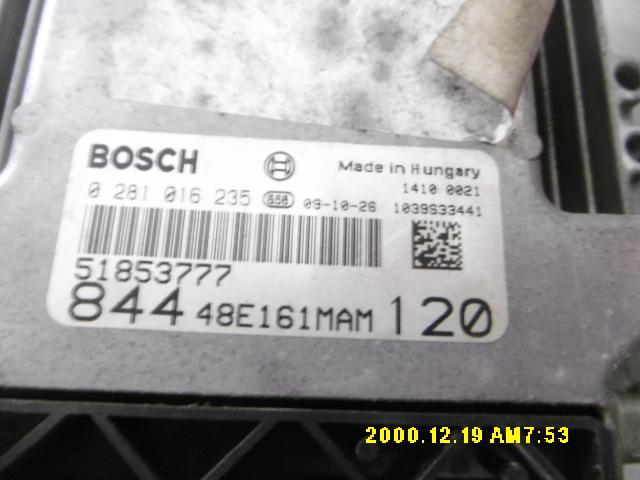 BOSCH Made in Hungary
1410 0021
0 281 016 235 09-10-26 1039S33441
51853777
844 48E161MAM 120
2000.12.19 AM7:53